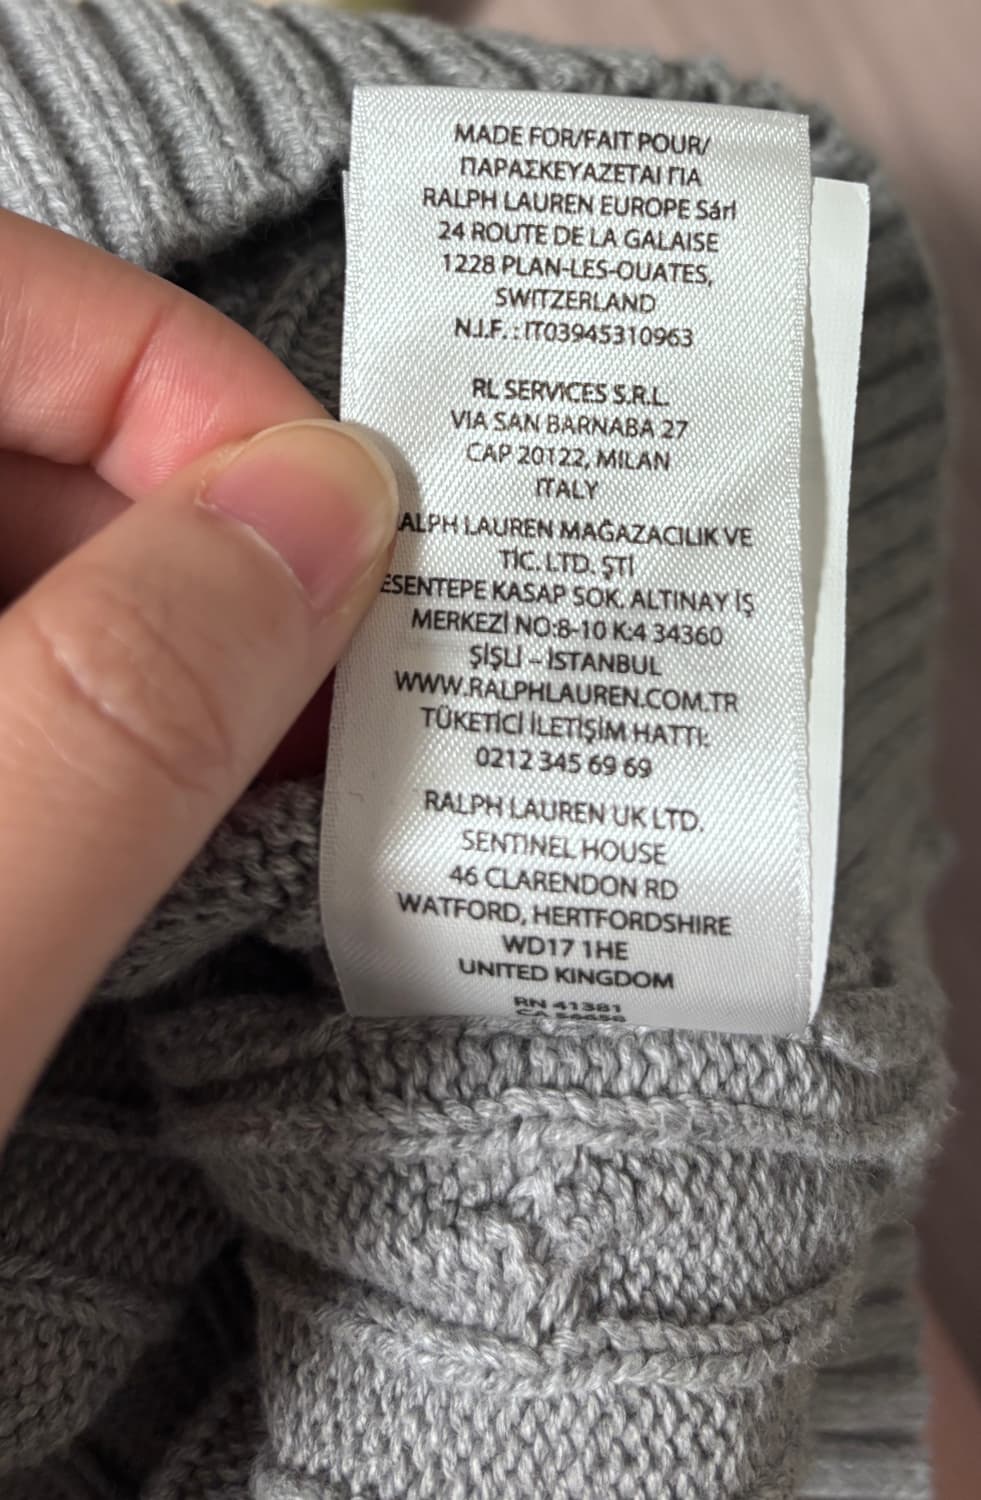 MADE FOR/FAIT POUR/
ΠΑΡΑΣΚΕΥΑΖΕΤΑΙ ΓΙΑ
RALPH LAUREN EUROPE Sárl
24 ROUTE DE LA GALAISE
1228 PLAN-LES-OUATES,
SWITZERLAND
N.I.F. : IT03945310963
RL SERVICES S.R.L.
VIA SAN BARNABA 27
CAP 20122, MILAN
ITALY
ALPH LAUREN MAĞAZACILIK VE
TİC. LTD. ŞTİ
ESENTEPE KASAP SOK. ALTINAY İŞ
MERKEZİ NO:8-10 K:4 34360
ŞİŞLİ – İSTANBUL
WWW.RALPHLAUREN.COM.TR
TÜKETİCİ İLETİŞİM HATTI:
0212 345 69 69
RALPH LAUREN UK LTD.
SENTINEL HOUSE
46 CLARENDON RD
WATFORD, HERTFORDSHIRE
WD17 1HE
UNITED KINGDOM
RN 41381
CA